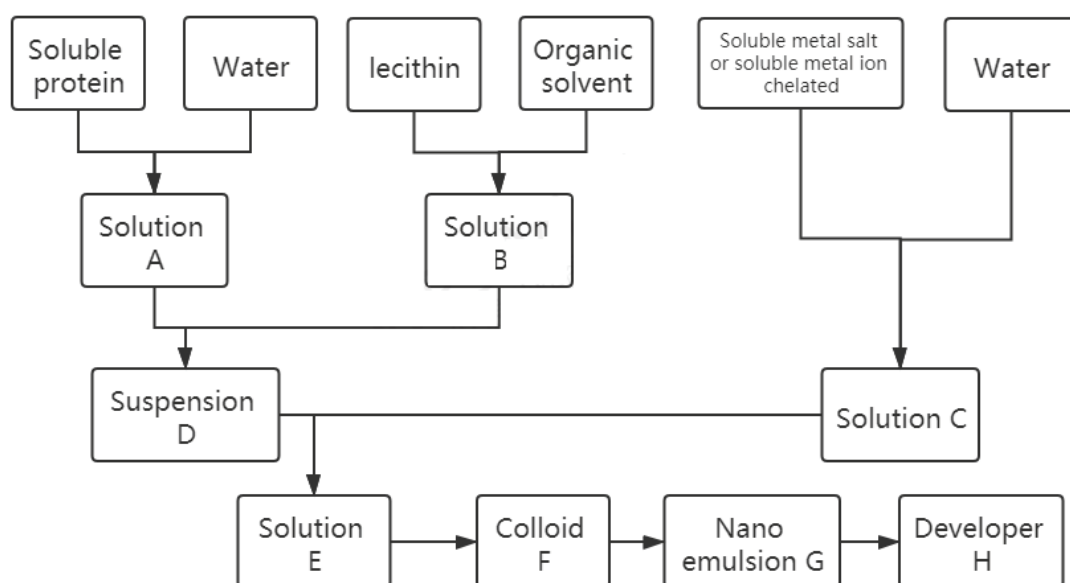 Soluble
protein
Water
lecithin
Organic
solvent
Soluble metal salt
or soluble metal ion
chelated
Water
Solution
A
Solution
B
Suspension
D
Solution C
Solution
E
Colloid
F
Nano
emulsion G
Developer
H